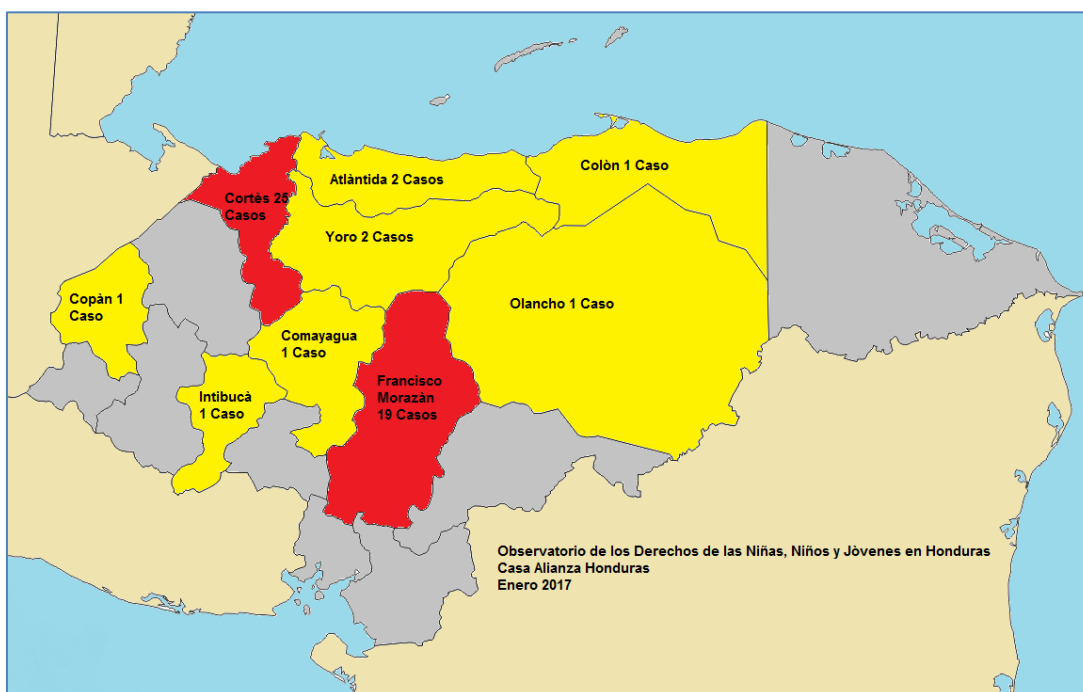 Colòn 1 Caso
Atlàntida 2 Casos
Cortès 25
Casos
Yoro 2 Casos
Copàn 1
Caso
Olancho 1 Caso
Comayagua
1 Caso
Francisco
Morazàn
19 Casos
Intibucà
1 Caso
Observatorio de los Derechos de las Niñas, Niños y Jòvenes en Honduras
Casa Alianza Honduras
Enero 2017